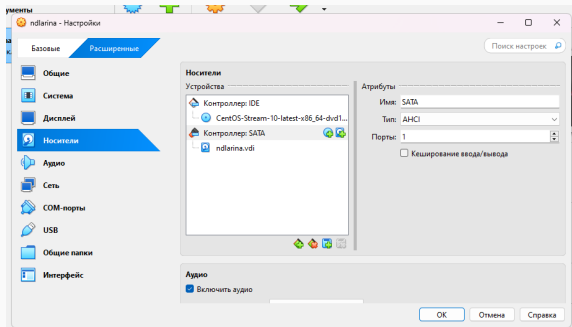 ументы
ndlarina - Настройки
Базовые
Расширенные
Поиск настроек
Общие
Система
Дисплей
Носители
Аудио
Сеть
COM-порты
USB
Общие папки
Интерфейс
Носители
Устройства
Контроллер: IDE
CentOS-Stream-10-latest-x86_64-dvd1...
Контроллер: SATA
ndlarina.vdi
Атрибуты
Имя: SATA
Тип: AHCI
Порты: 1
Кеширование ввода/вывода
Аудио
Включить аудио
OK
Отмена
Справка